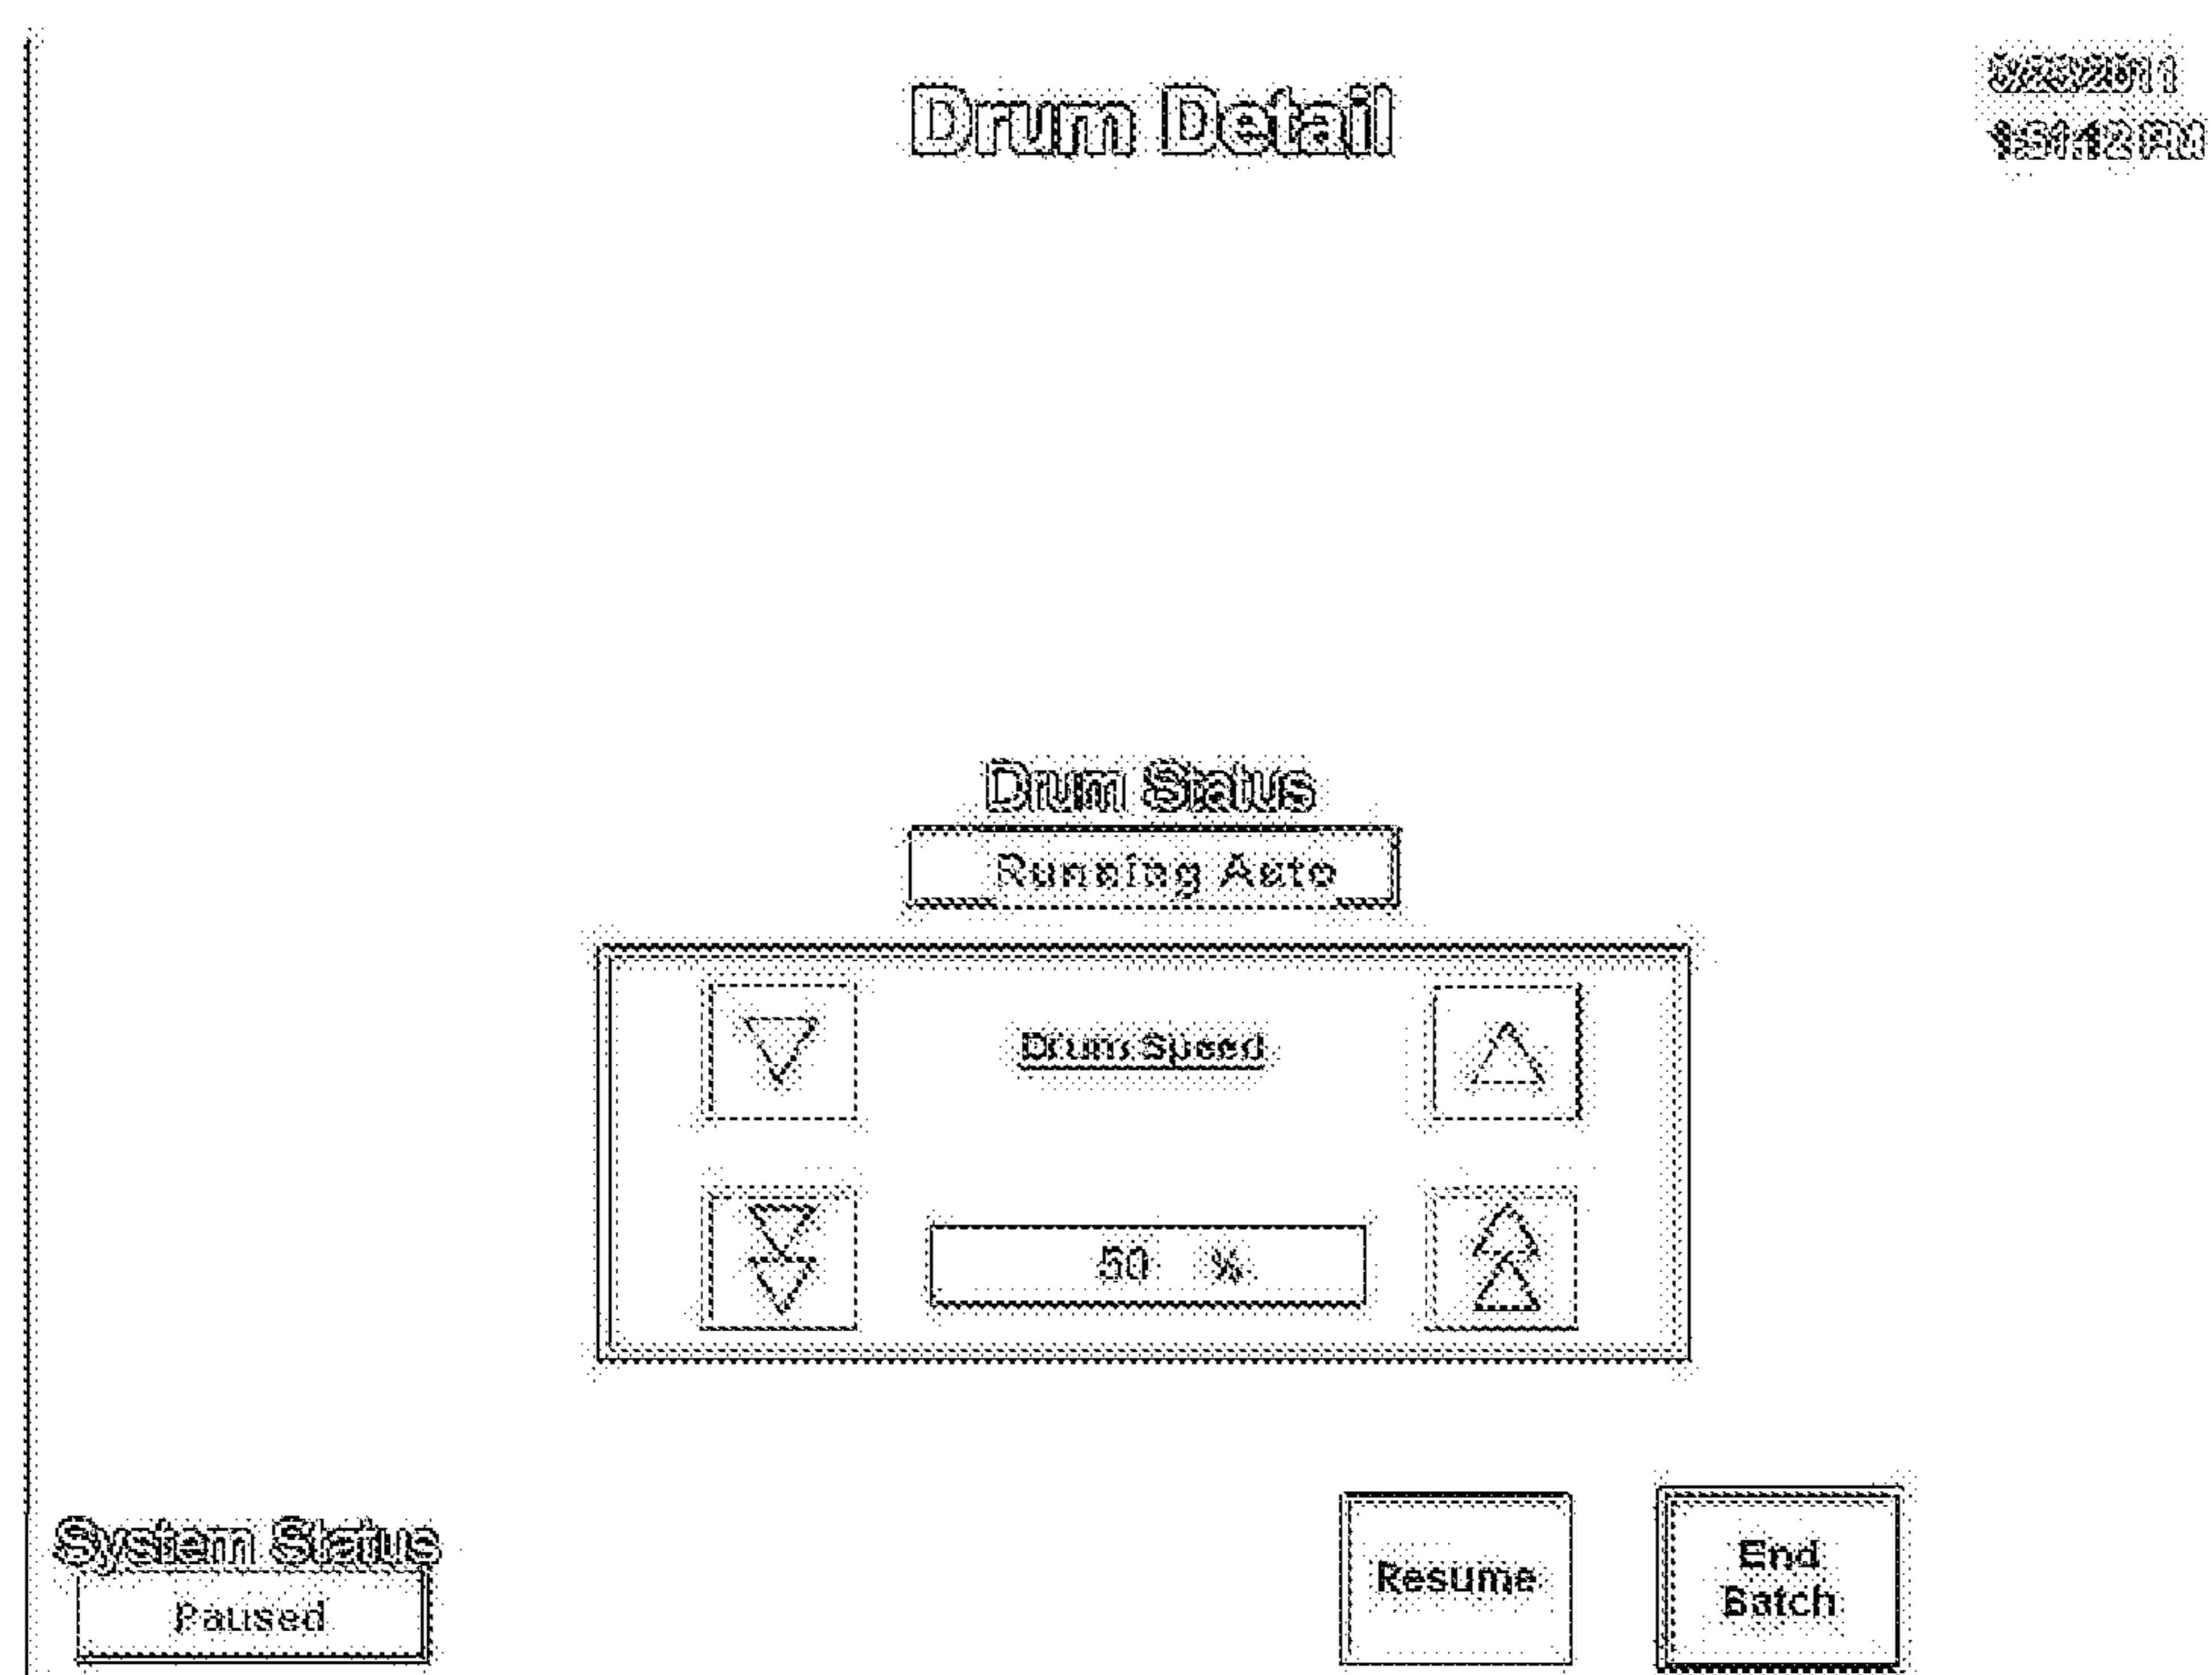 Drum Detail
Drum Status
Running Auto
Drum Speed
50 %
System Status
Paused
Resume
End
Batch